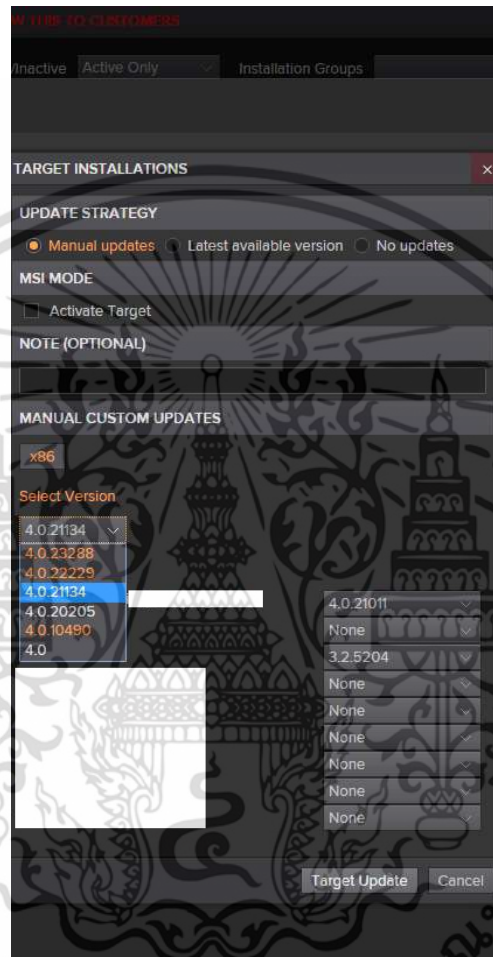 W 11RS TO CUSTOMERS
/Inactive Active Only Installation Groups
TARGET INSTALLATIONS ×
UPDATE STRATEGY
Manual updates Latest available version No updates
MSI MODE
Activate Target
NOTE (OPTIONAL)
MANUAL CUSTOM UPDATES
x86
Select Version
4.0.21134
4.0.23288
4.0.22229
4.0.21134
4.0.20205
4.0.10490
4.0
4.0.21011
None
3.2.5204
None
None
None
None
None
None
Target Update Cancel